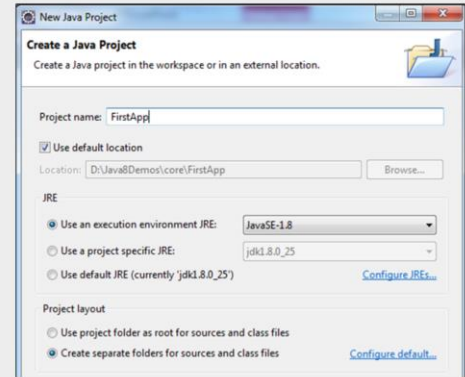 New Java Project
Create a Java Project
Create a Java project in the workspace or in an external location.
Project name: FirstApp
Use default location
Location: D:\Java8Demos\core\FirstApp Browse...
JRE
Use an execution environment JRE: JavaSE-1.8
Use a project specific JRE: jdk1.8.0_25
Use default JRE (currently 'jdk1.8.0_25') Configure JREs...
Project layout
Use project folder as root for sources and class files
Create separate folders for sources and class files Configure default...